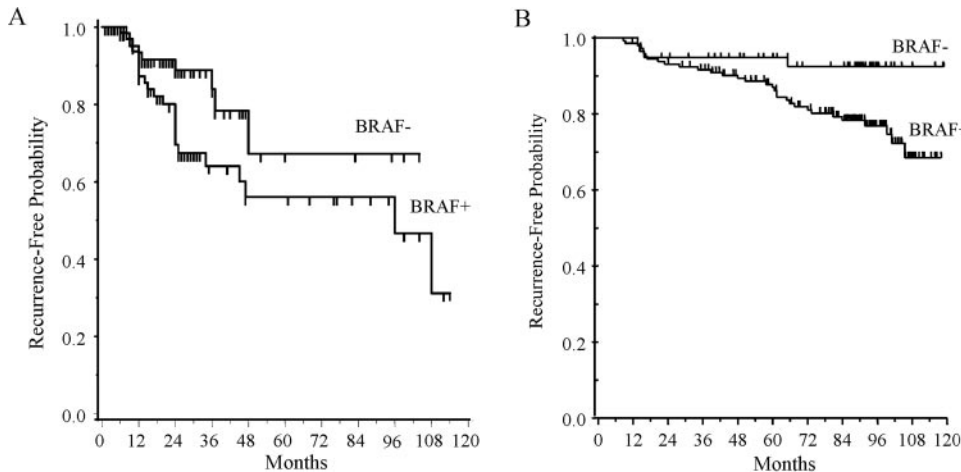 A
Recurrence-Free Probability
1.0
0.8
0.6
0.4
0.2
0.0
BRAF-
BRAF+
0 12 24 36 48 60 72 84 96 108 120
Months
B
Recurrence-Free Probability
1.0
0.8
0.6
0.4
0.2
0.0
BRAF-
BRAF+
0 12 24 36 48 60 72 84 96 108 120
Months